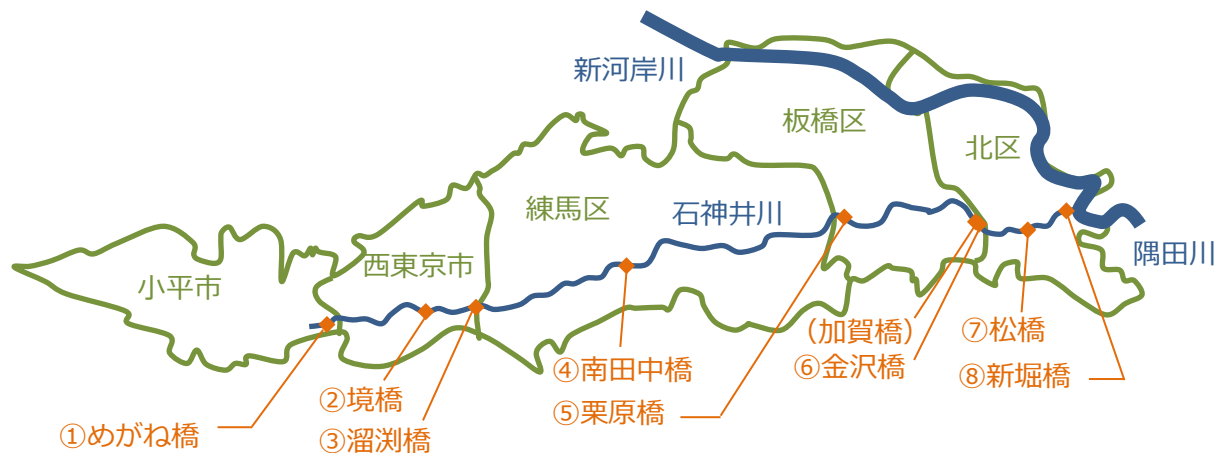 新河岸川
板橋区
北区
練馬区
石神井川
隅田川
西東京市
小平市
(加賀橋)
⑦松橋
④南田中橋
⑥金沢橋
⑧新堀橋
②境橋
⑤栗原橋
①めがね橋
③溜渕橋